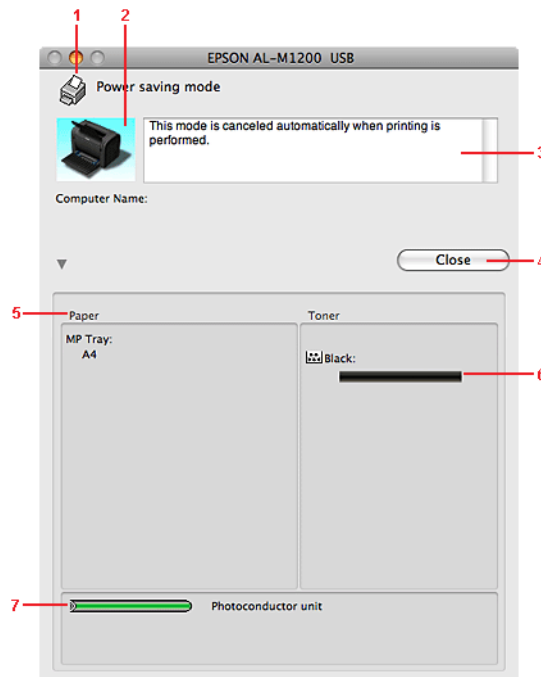 1 2
EPSON AL-M1200 USB
Power saving mode
This mode is canceled automatically when printing is
performed.
3
Computer Name:
Close
4
5
Paper
Toner
MP Tray:
A4
Black:
6
7
Photoconductor unit